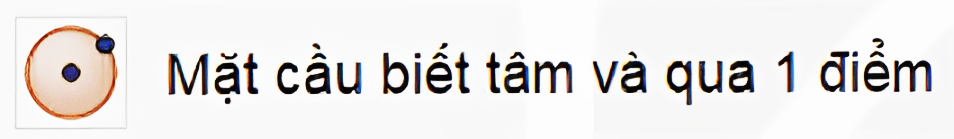 Mặt cầu biết tâm và qua 1 điểm